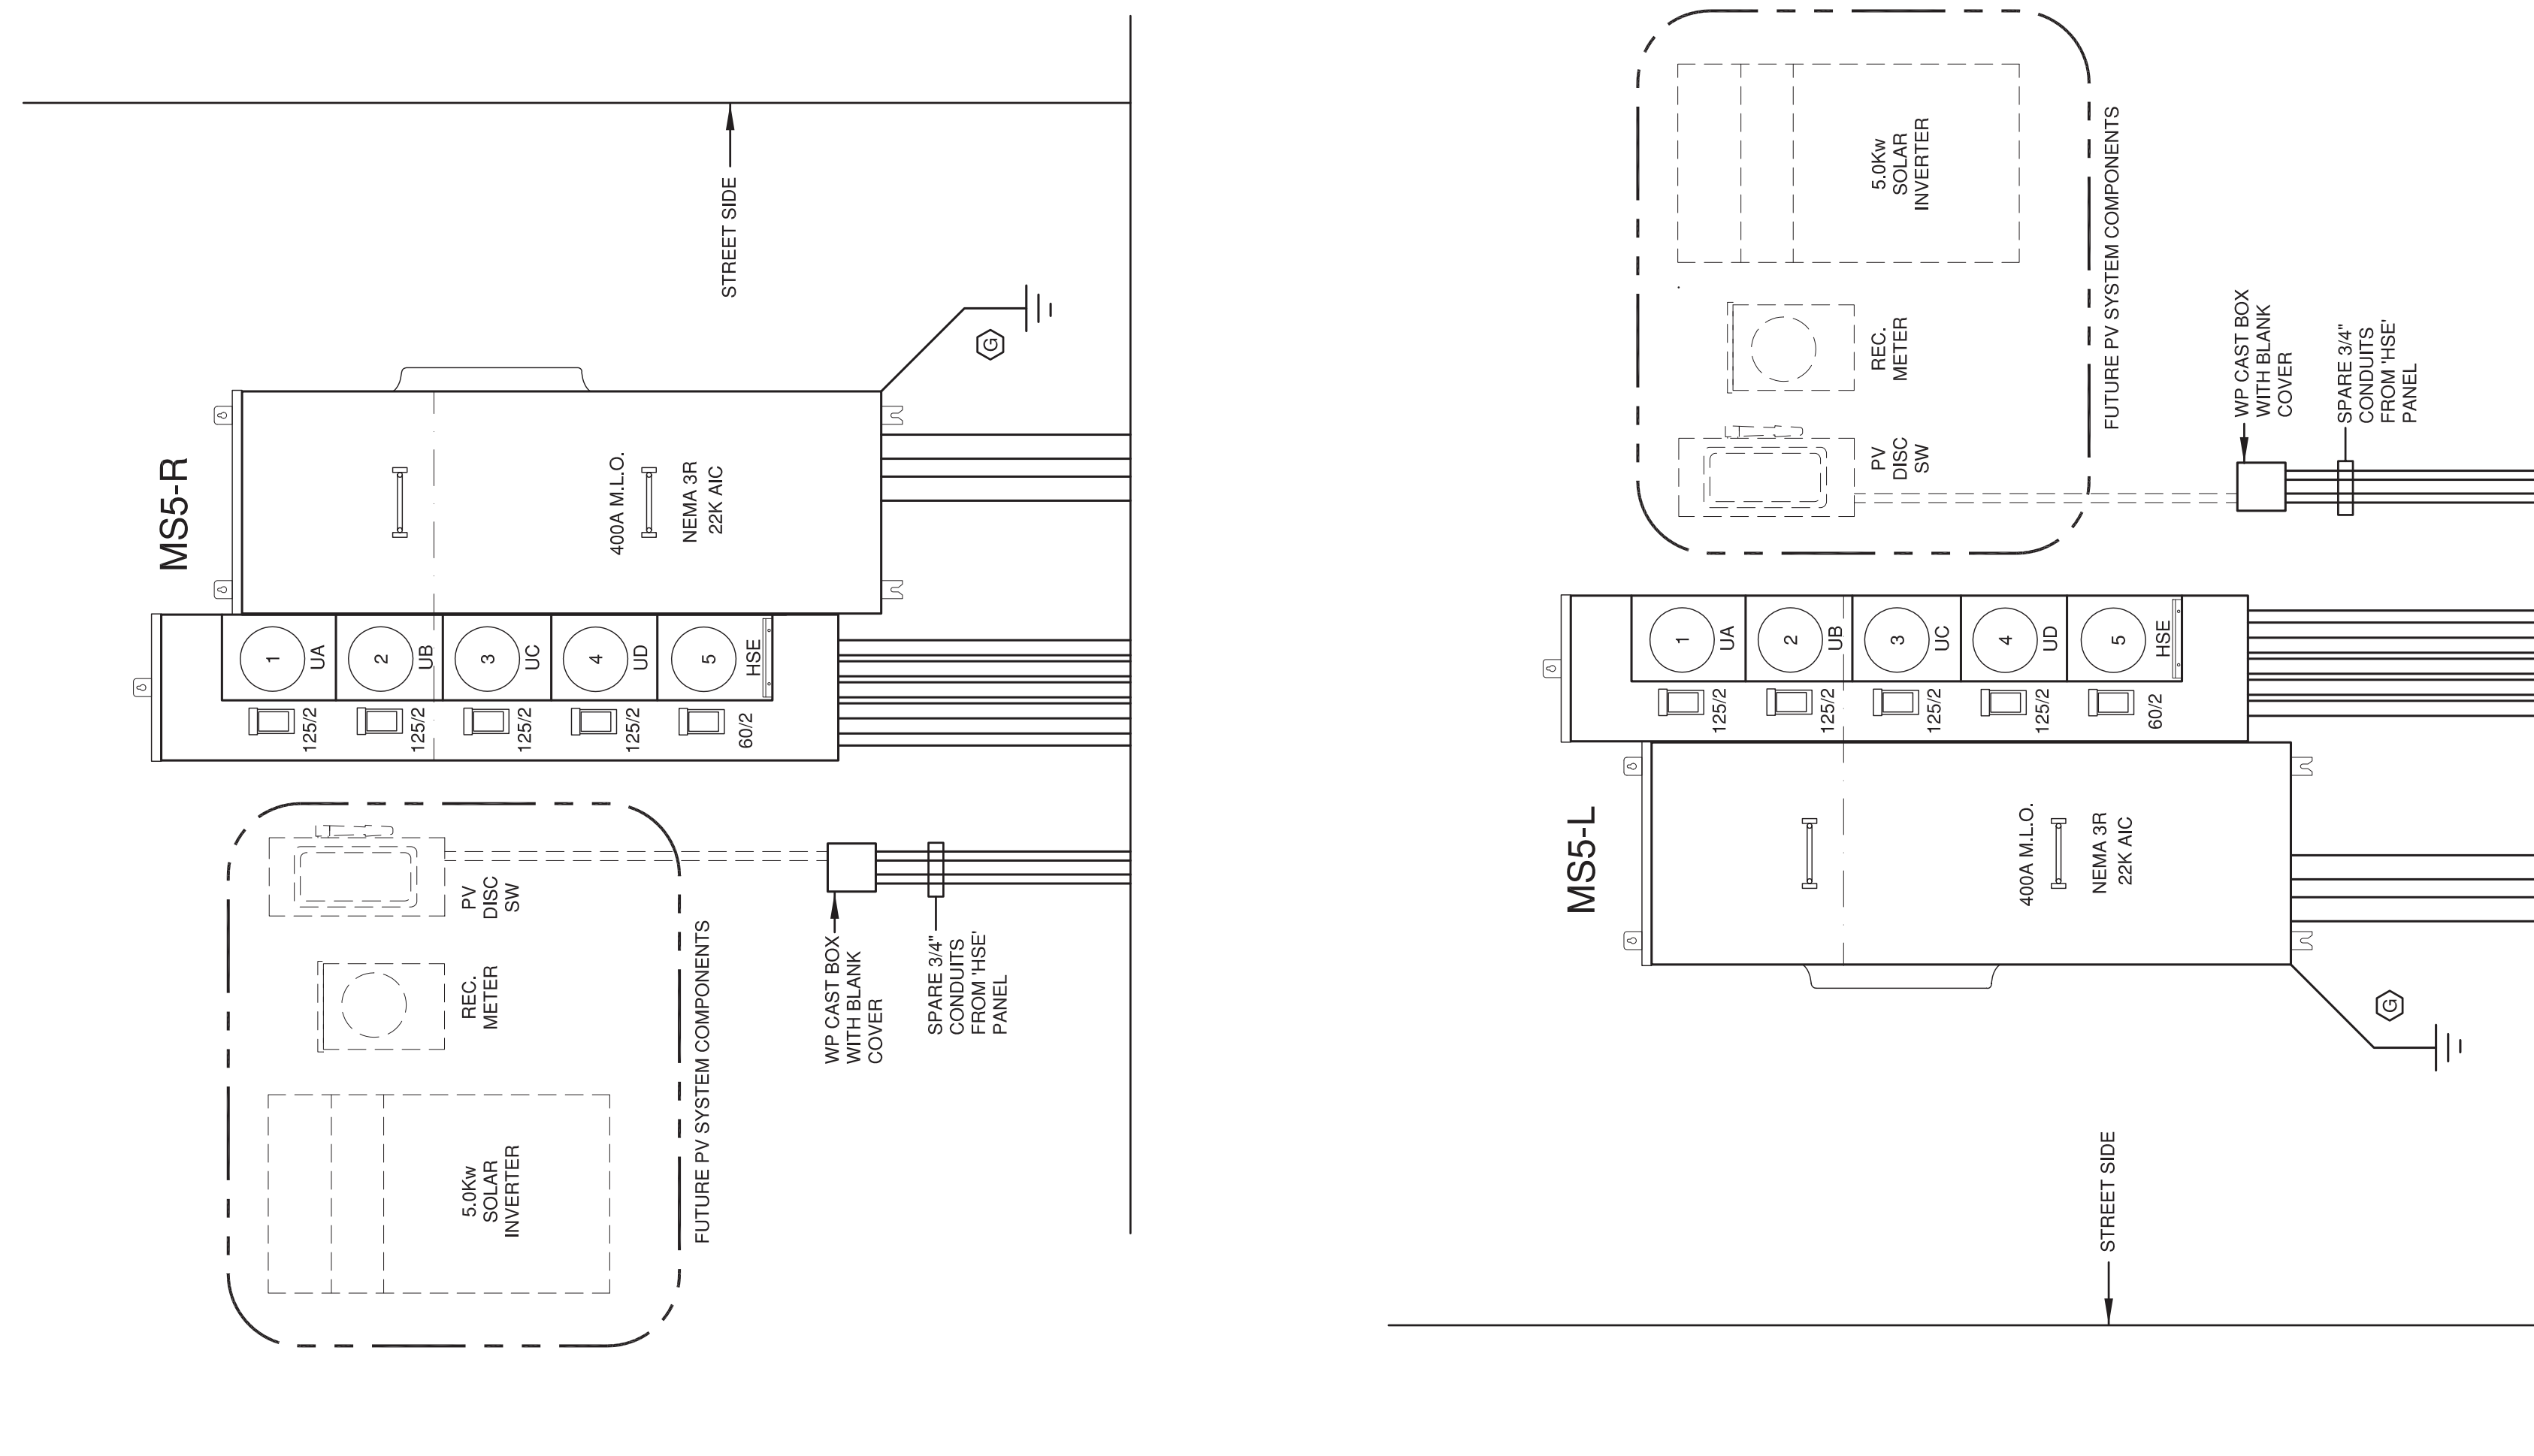 MS5-R
1
UA
125/2
2
UB
125/2
3
UC
125/2
4
UD
125/2
5
HSE
60/2
400A M.L.O.
NEMA 3R
22K AIC
STREET SIDE
G
PV
DISC
SW
REC.
METER
5.0Kw
SOLAR
INVERTER
FUTURE PV SYSTEM COMPONENTS
WP CAST BOX
WITH BLANK
COVER
SPARE 3/4"
CONDUITS
FROM 'HSE'
PANEL
MS5-L
1
UA
125/2
2
UB
125/2
3
UC
125/2
4
UD
125/2
5
HSE
60/2
400A M.L.O.
NEMA 3R
22K AIC
STREET SIDE
G
PV
DISC
SW
REC.
METER
5.0Kw
SOLAR
INVERTER
FUTURE PV SYSTEM COMPONENTS
WP CAST BOX
WITH BLANK
COVER
SPARE 3/4"
CONDUITS
FROM 'HSE'
PANEL